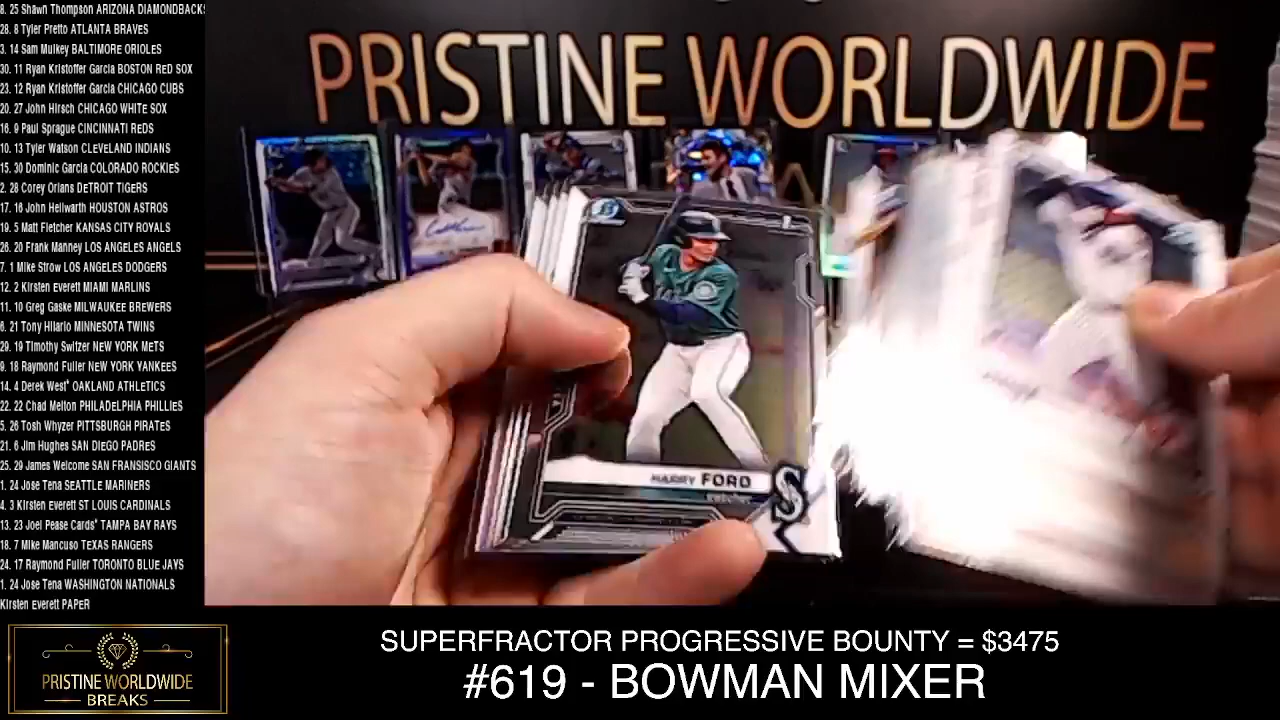 8. 25 Shawn Thompson ARIZONA DIAMONDBACKS
28. 8 Tyler Pretto ATLANTA BRAVES
3. 14 Sam Mulkey BALTIMORE ORIOLES
30. 11 Ryan Kristoffer Garcia BOSTON RED SOX
23. 12 Ryan Kristoffer Garcia CHICAGO CUBS
20. 27 John Hirsch CHICAGO WHITE SOX
16. 9 Paul Sprague CINCINNATI REDS
10. 13 Tyler Watson CLEVELAND INDIANS
15. 30 Dominic Garcia COLORADO ROCKIES
2. 28 Corey Orians DETROIT TIGERS
17. 16 John Hellwarth HOUSTON ASTROS
19. 5 Matt Fletcher KANSAS CITY ROYALS
26. 20 Frank Manney LOS ANGELES ANGELS
7. 1 Mike Strow LOS ANGELES DODGERS
12. 2 Kirsten Everett MIAMI MARLINS
11. 10 Greg Gaske MILWAUKEE BREWERS
6. 21 Tony Hilario MINNESOTA TWINS
29. 19 Timothy Switzer NEW YORK METS
9. 18 Raymond Fuller NEW YORK YANKEES
14. 4 Derek West* OAKLAND ATHLETICS
22. 22 Chad Melton PHILADELPHIA PHILLIES
5. 26 Tosh Whyzer PITTSBURGH PIRATES
21. 6 Jim Hughes SAN DIEGO PADRES
25. 29 James Welcome SAN FRANSISCO GIANTS
1. 24 Jose Tena SEATTLE MARINERS
4. 3 Kirsten Everett ST LOUIS CARDINALS
13. 23 Joel Pease Cards* TAMPA BAY RAYS
18. 7 Mike Mancuso TEXAS RANGERS
24. 17 Raymond Fuller TORONTO BLUE JAYS
1. 24 Jose Tena WASHINGTON NATIONALS
Kirsten Everett PAPER
PRISTINE WORLDWIDE
HARRY FORD
S
PRISTINE WORLDWIDE
BREAKS
SUPERFRACTOR PROGRESSIVE BOUNTY = $3475
#619 - BOWMAN MIXER